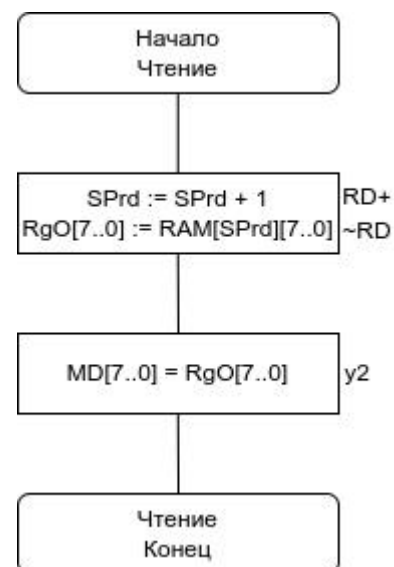 Начало
Чтение
SPrd := SPrd + 1 RD+
RgO[7..0] := RAM[SPrd][7..0] ~RD
MD[7..0] = RgO[7..0] y2
Чтение
Конец